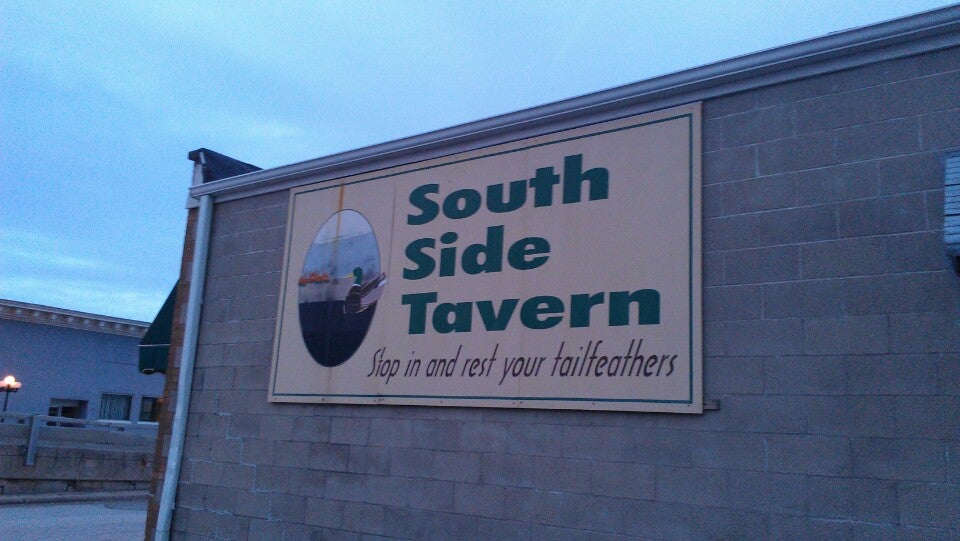 South
Side
Tavern
Stop in and rest your tailfeathers